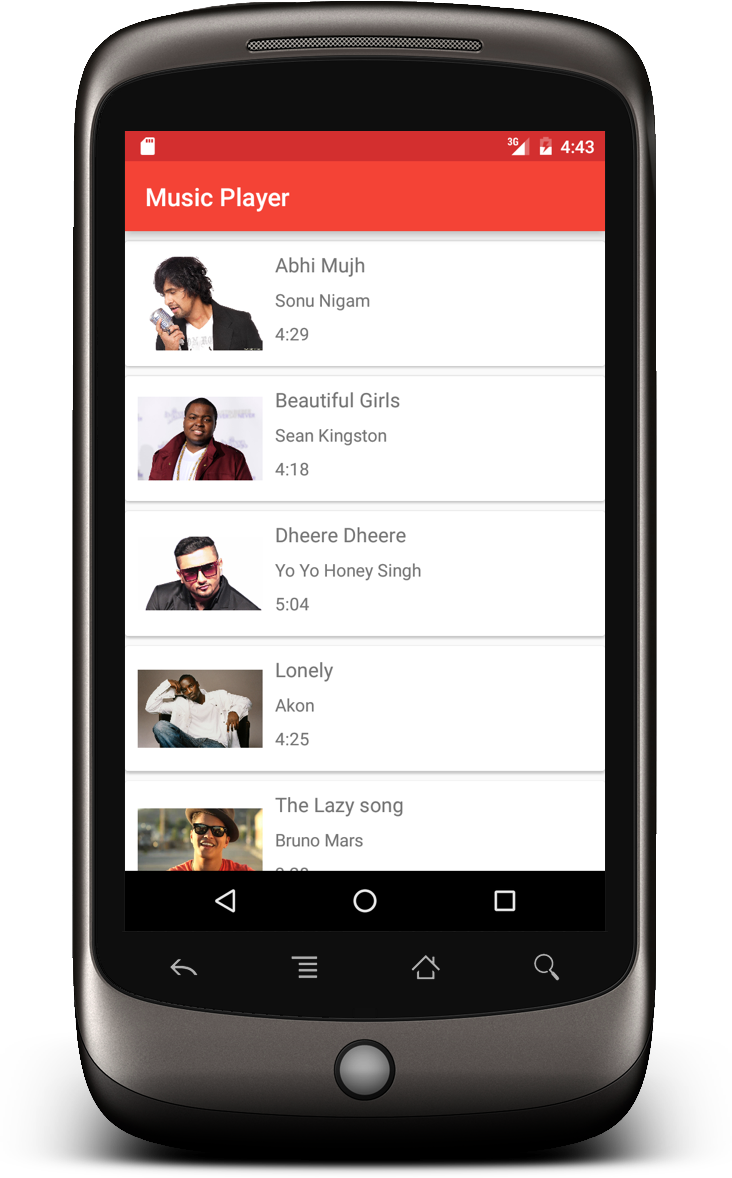 3G 4:43
Music Player
Abhi Mujh
Sonu Nigam
4:29
Beautiful Girls
Sean Kingston
4:18
Dheere Dheere
Yo Yo Honey Singh
5:04
Lonely
Akon
4:25
The Lazy song
Bruno Mars